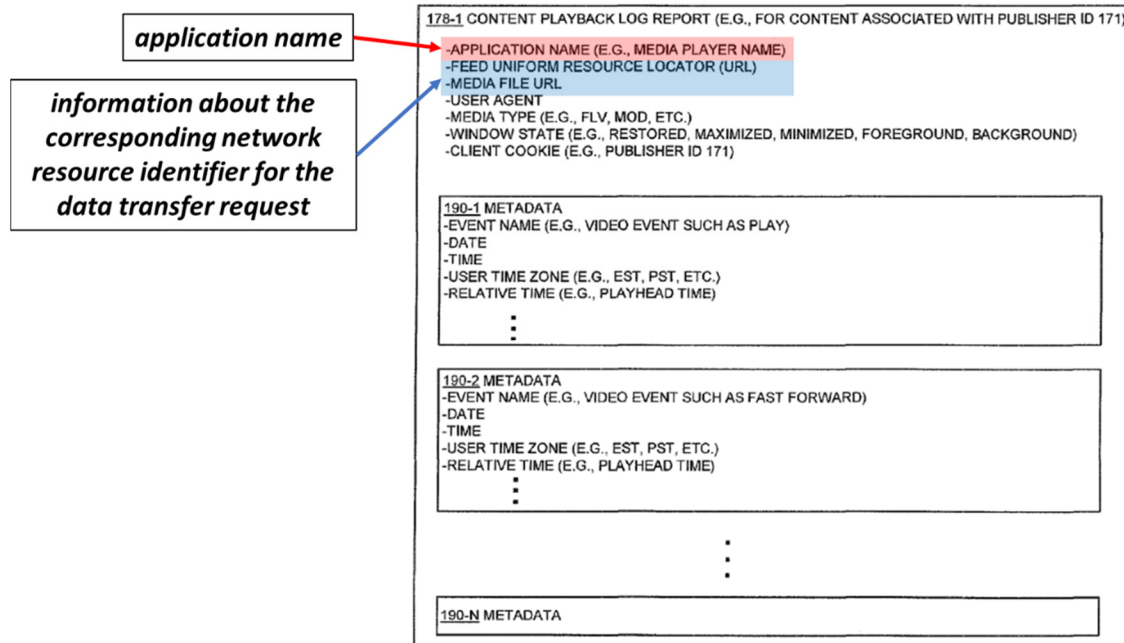 application name
information about the
corresponding network
resource identifier for the
data transfer request
178-1 CONTENT PLAYBACK LOG REPORT (E.G., FOR CONTENT ASSOCIATED WITH PUBLISHER ID 171)
-APPLICATION NAME (E.G., MEDIA PLAYER NAME)
-FEED UNIFORM RESOURCE LOCATOR (URL)
-MEDIA FILE URL
-USER AGENT
-MEDIA TYPE (E.G., FLV, MOD, ETC.)
-WINDOW STATE (E.G., RESTORED, MAXIMIZED, MINIMIZED, FOREGROUND, BACKGROUND)
-CLIENT COOKIE (E.G., PUBLISHER ID 171)
190-1 METADATA
-EVENT NAME (E.G., VIDEO EVENT SUCH AS PLAY)
-DATE
-TIME
-USER TIME ZONE (E.G., EST, PST, ETC.)
-RELATIVE TIME (E.G., PLAYHEAD TIME)
190-2 METADATA
-EVENT NAME (E.G., VIDEO EVENT SUCH AS FAST FORWARD)
-DATE
-TIME
-USER TIME ZONE (E.G., EST, PST, ETC.)
-RELATIVE TIME (E.G., PLAYHEAD TIME)
190-N METADATA